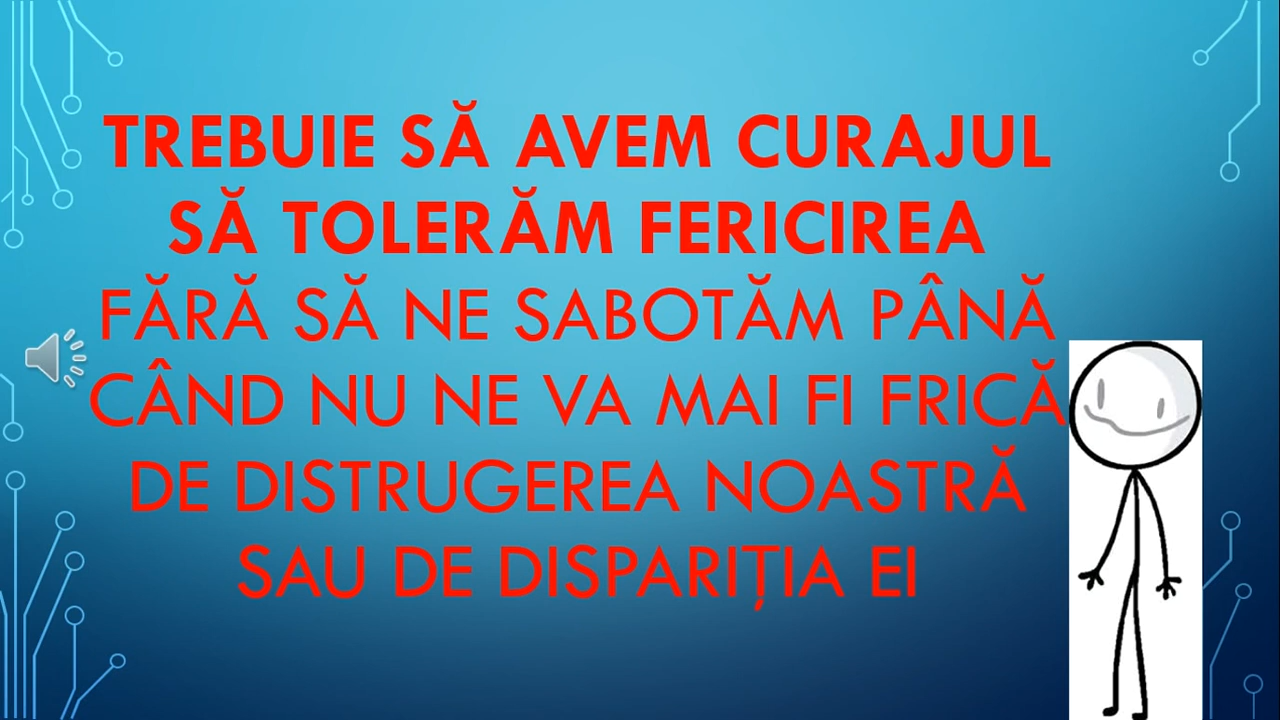 TREBUIE SĂ AVEM CURAJUL
SĂ TOLERĂM FERICIREA
FĂRĂ SĂ NE SABOTĂM PÂNĂ
CÂND NU NE VA MAI FI FRICĂ
DE DISTRUGEREA NOASTRĂ
SAU DE DISPARIȚIA EI